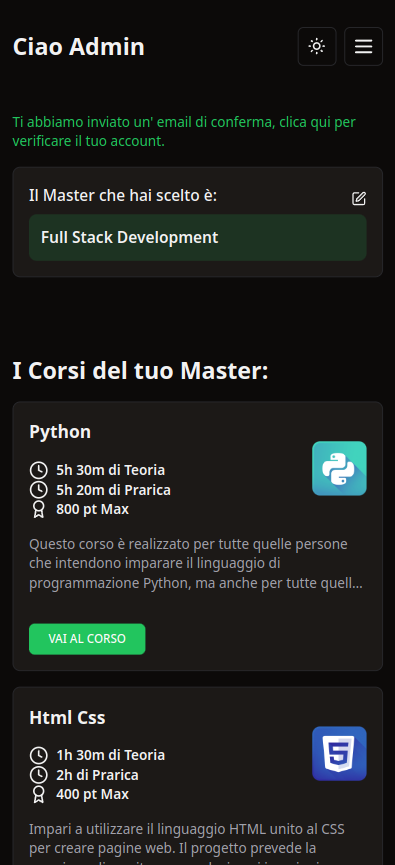 Ciao Admin
Ti abbiamo inviato un' email di conferma, clica qui per
verificare il tuo account.
Il Master che hai scelto è:
Full Stack Development
I Corsi del tuo Master:
Python
5h 30m di Teoria
5h 20m di Prarica
800 pt Max
Questo corso è realizzato per tutte quelle persone
che intendono imparare il linguaggio di
programmazione Python, ma anche per tutte quell...
VAI AL CORSO
Html Css
1h 30m di Teoria
2h di Prarica
400 pt Max
Impari a utilizzare il linguaggio HTML unito al CSS
per creare pagine web. Il progetto prevede la